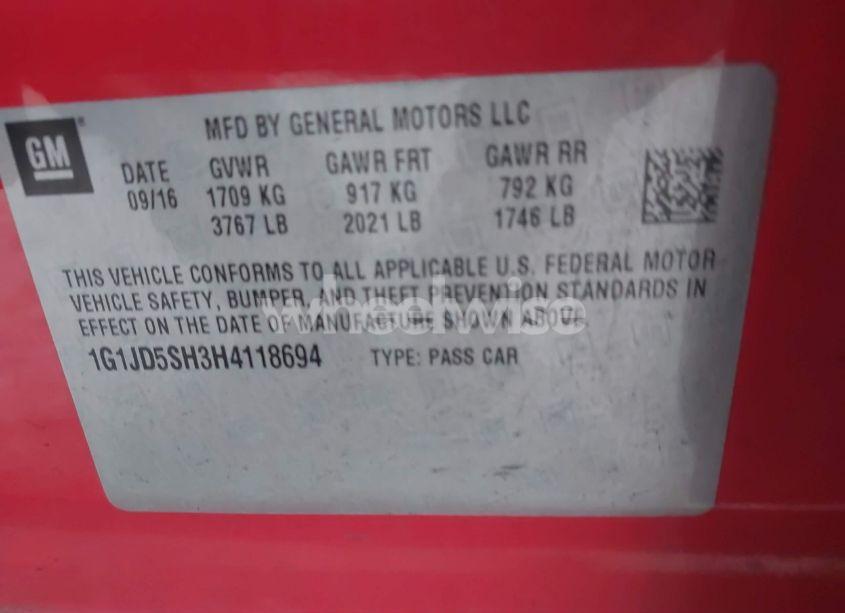 GM
MFD BY GENERAL MOTORS LLC
DATE GVWR GAWR FRT GAWR RR
09/16 1709 KG 917 KG 792 KG
3767 LB 2021 LB 1746 LB
THIS VEHICLE CONFORMS TO ALL APPLICABLE U.S. FEDERAL MOTOR
VEHICLE SAFETY, BUMPER, AND THEFT PREVENTION STANDARDS IN
EFFECT ON THE DATE OF MANUFACTURE SHOWN ABOVE.
wheelwise
1G1JD5SH3H4118694 TYPE: PASS CAR